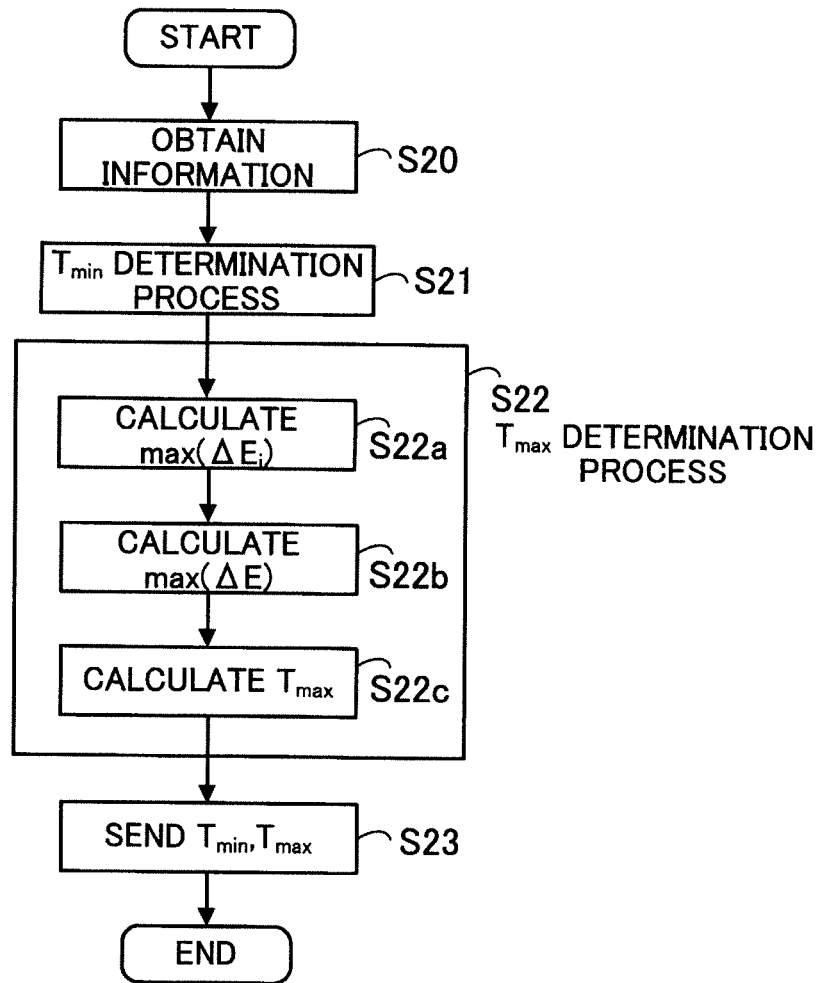 START
OBTAIN
INFORMATION
S20
Tmin DETERMINATION
PROCESS
S21
S22
Tmax DETERMINATION
PROCESS
CALCULATE
max(ΔEi)
S22a
CALCULATE
max(ΔE)
S22b
CALCULATE Tmax
S22c
SEND Tmin,Tmax
S23
END